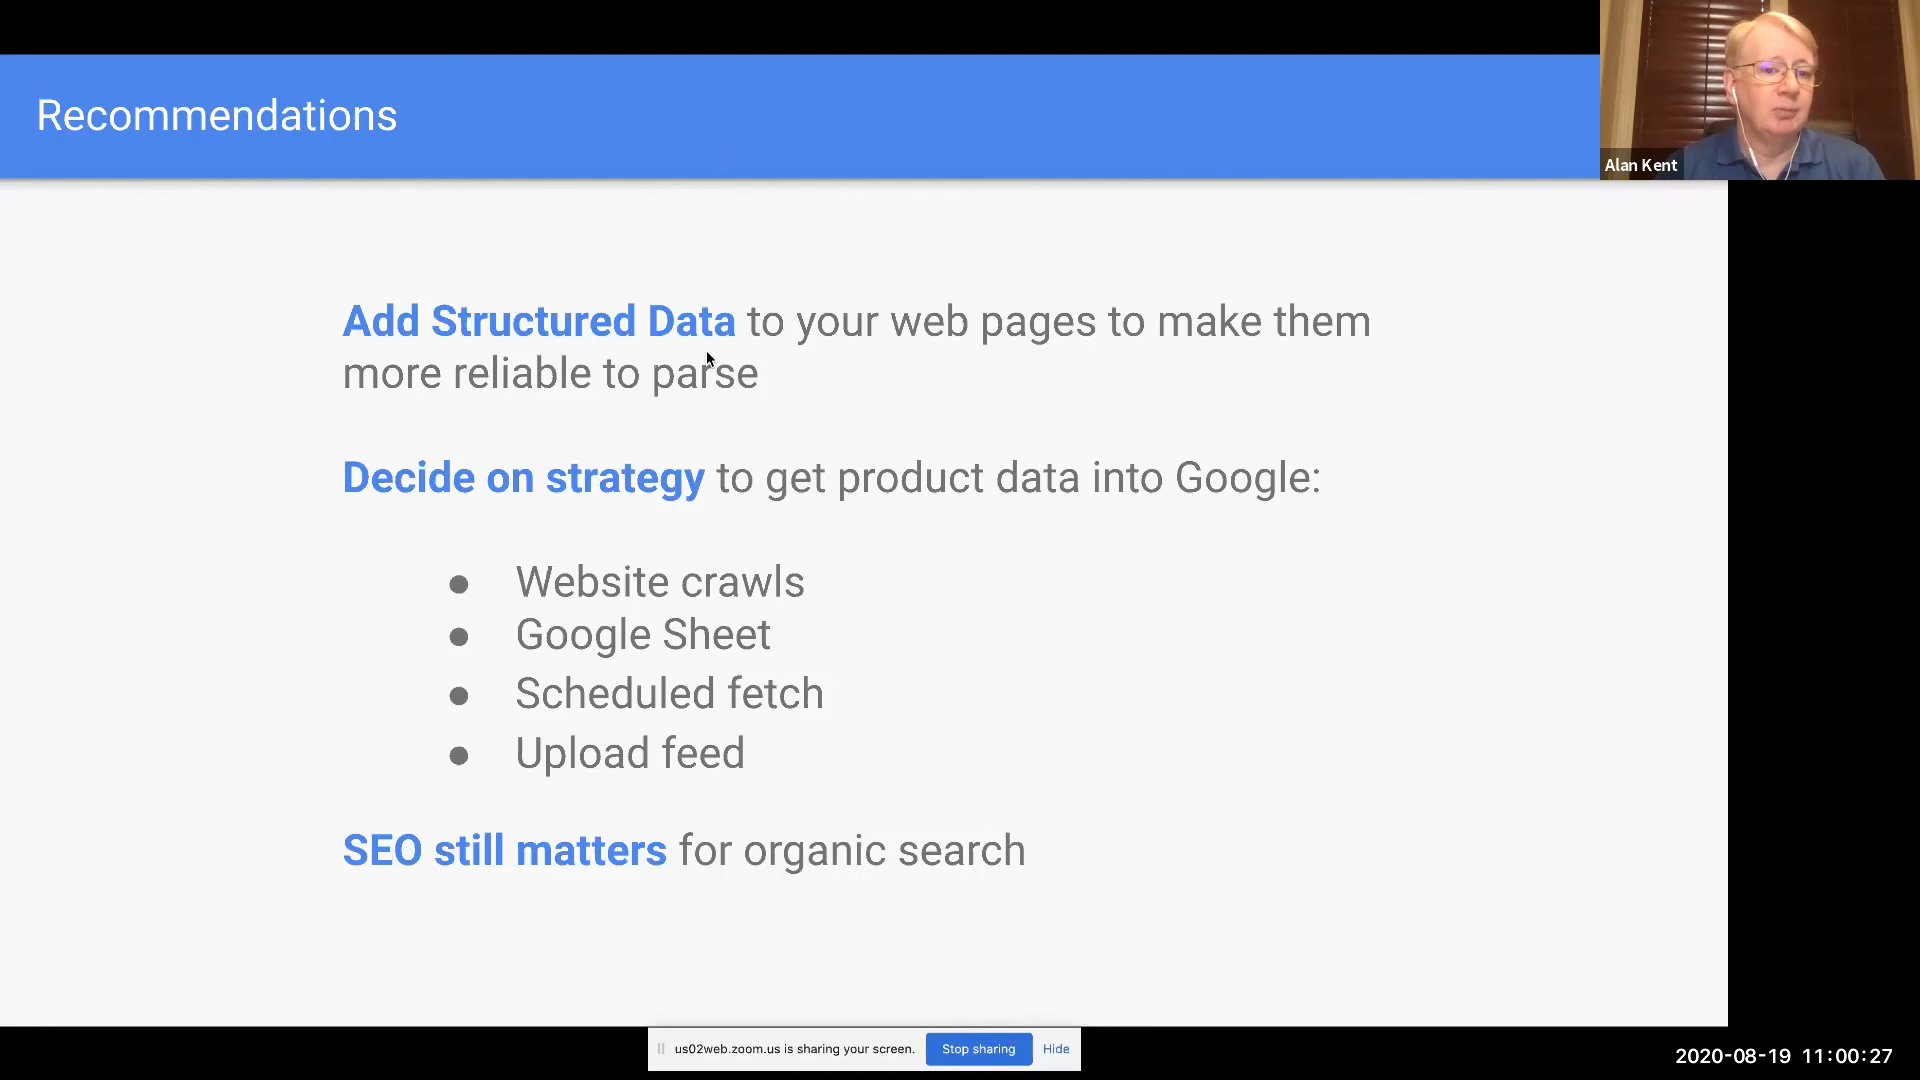 Recommendations
Alan Kent
Add Structured Data to your web pages to make them
more reliable to parse
Decide on strategy to get product data into Google:
● Website crawls
● Google Sheet
● Scheduled fetch
● Upload feed
SEO still matters for organic search
us02web.zoom.us is sharing your screen. Stop sharing Hide
2020-08-19 11:00:27